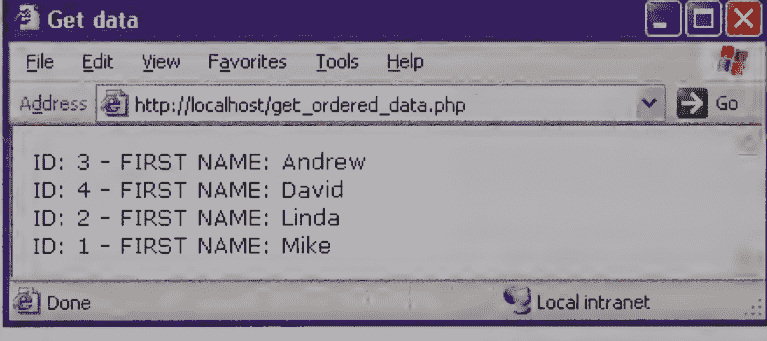 Get data
File Edit View Favorites Tools Help
Address http://localhost/get_ordered_data.php Go
ID: 3 - FIRST NAME: Andrew
ID: 4 - FIRST NAME: David
ID: 2 - FIRST NAME: Linda
ID: 1 - FIRST NAME: Mike
Done Local intranet